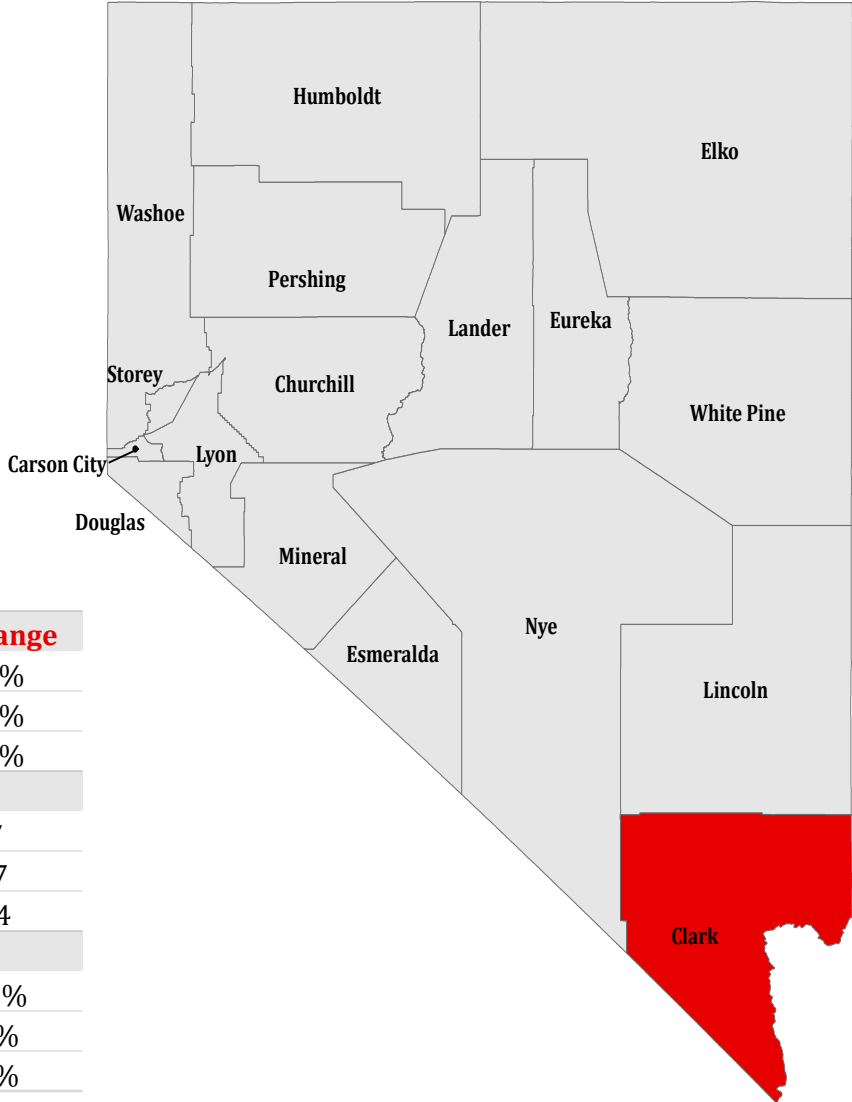 Humboldt
Elko
Washoe
Pershing
Lander
Eureka
Storey
Churchill
White Pine
Lyon
Carson City
Douglas
Mineral
Nye
Esmeralda
Lincoln
Clark
ange
%
%
%
7
4
%
%
%